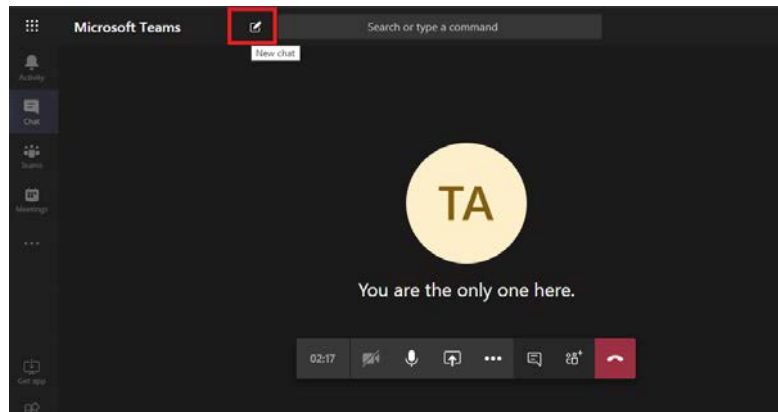 Microsoft Teams
Search or type a command
New chat
Activity
Chat
Teams
Meetings
TA
You are the only one here.
02:17
Get app